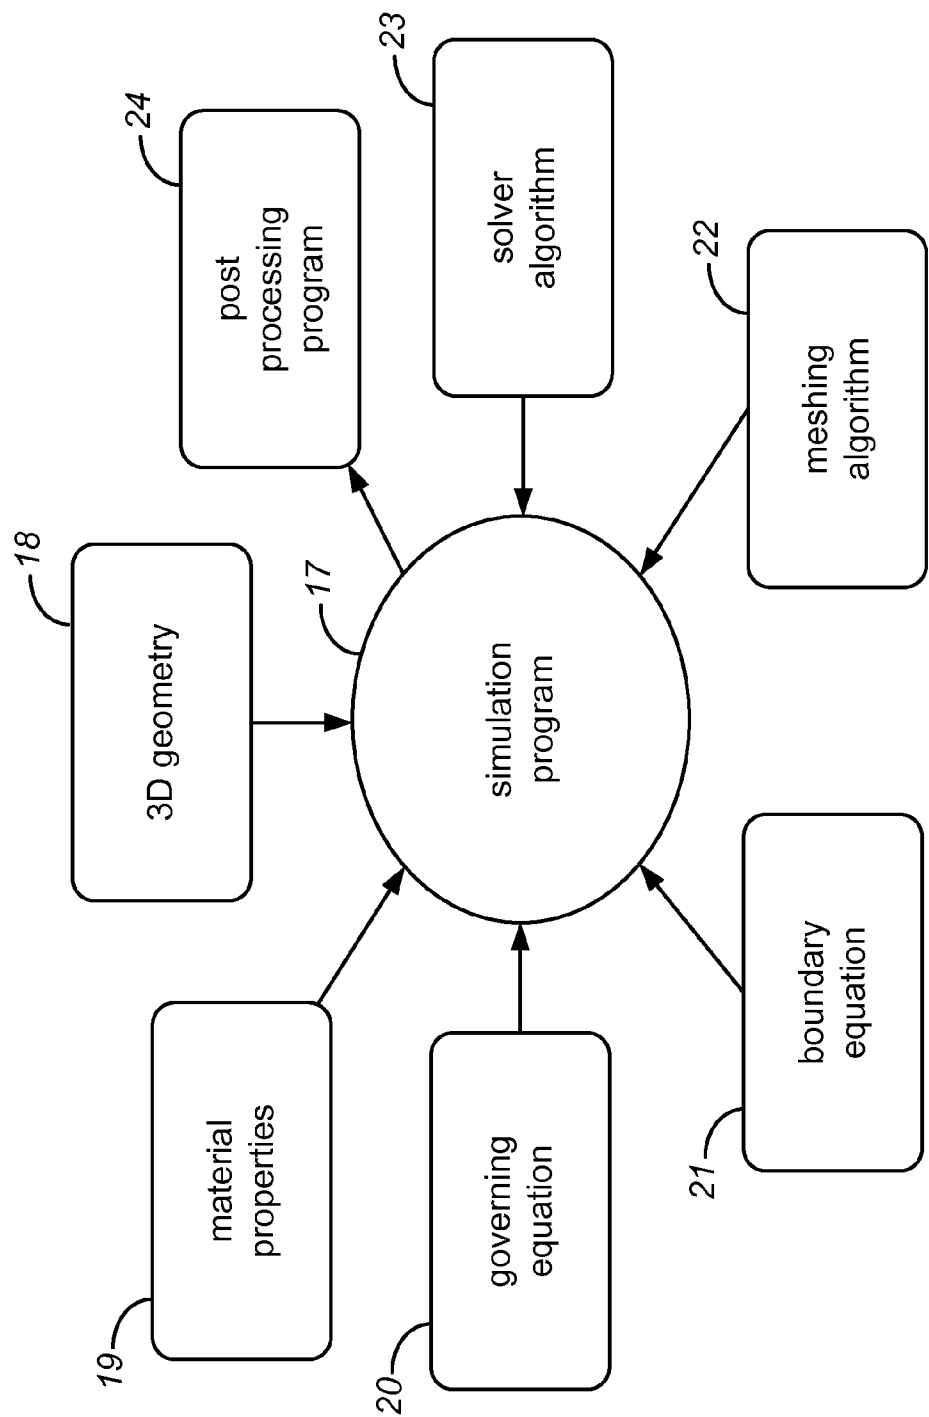 18
3D geometry
19
material
properties
24
post
processing
program
17
simulation
program
20
governing
equation
23
solver
algorithm
21
boundary
equation
22
meshing
algorithm